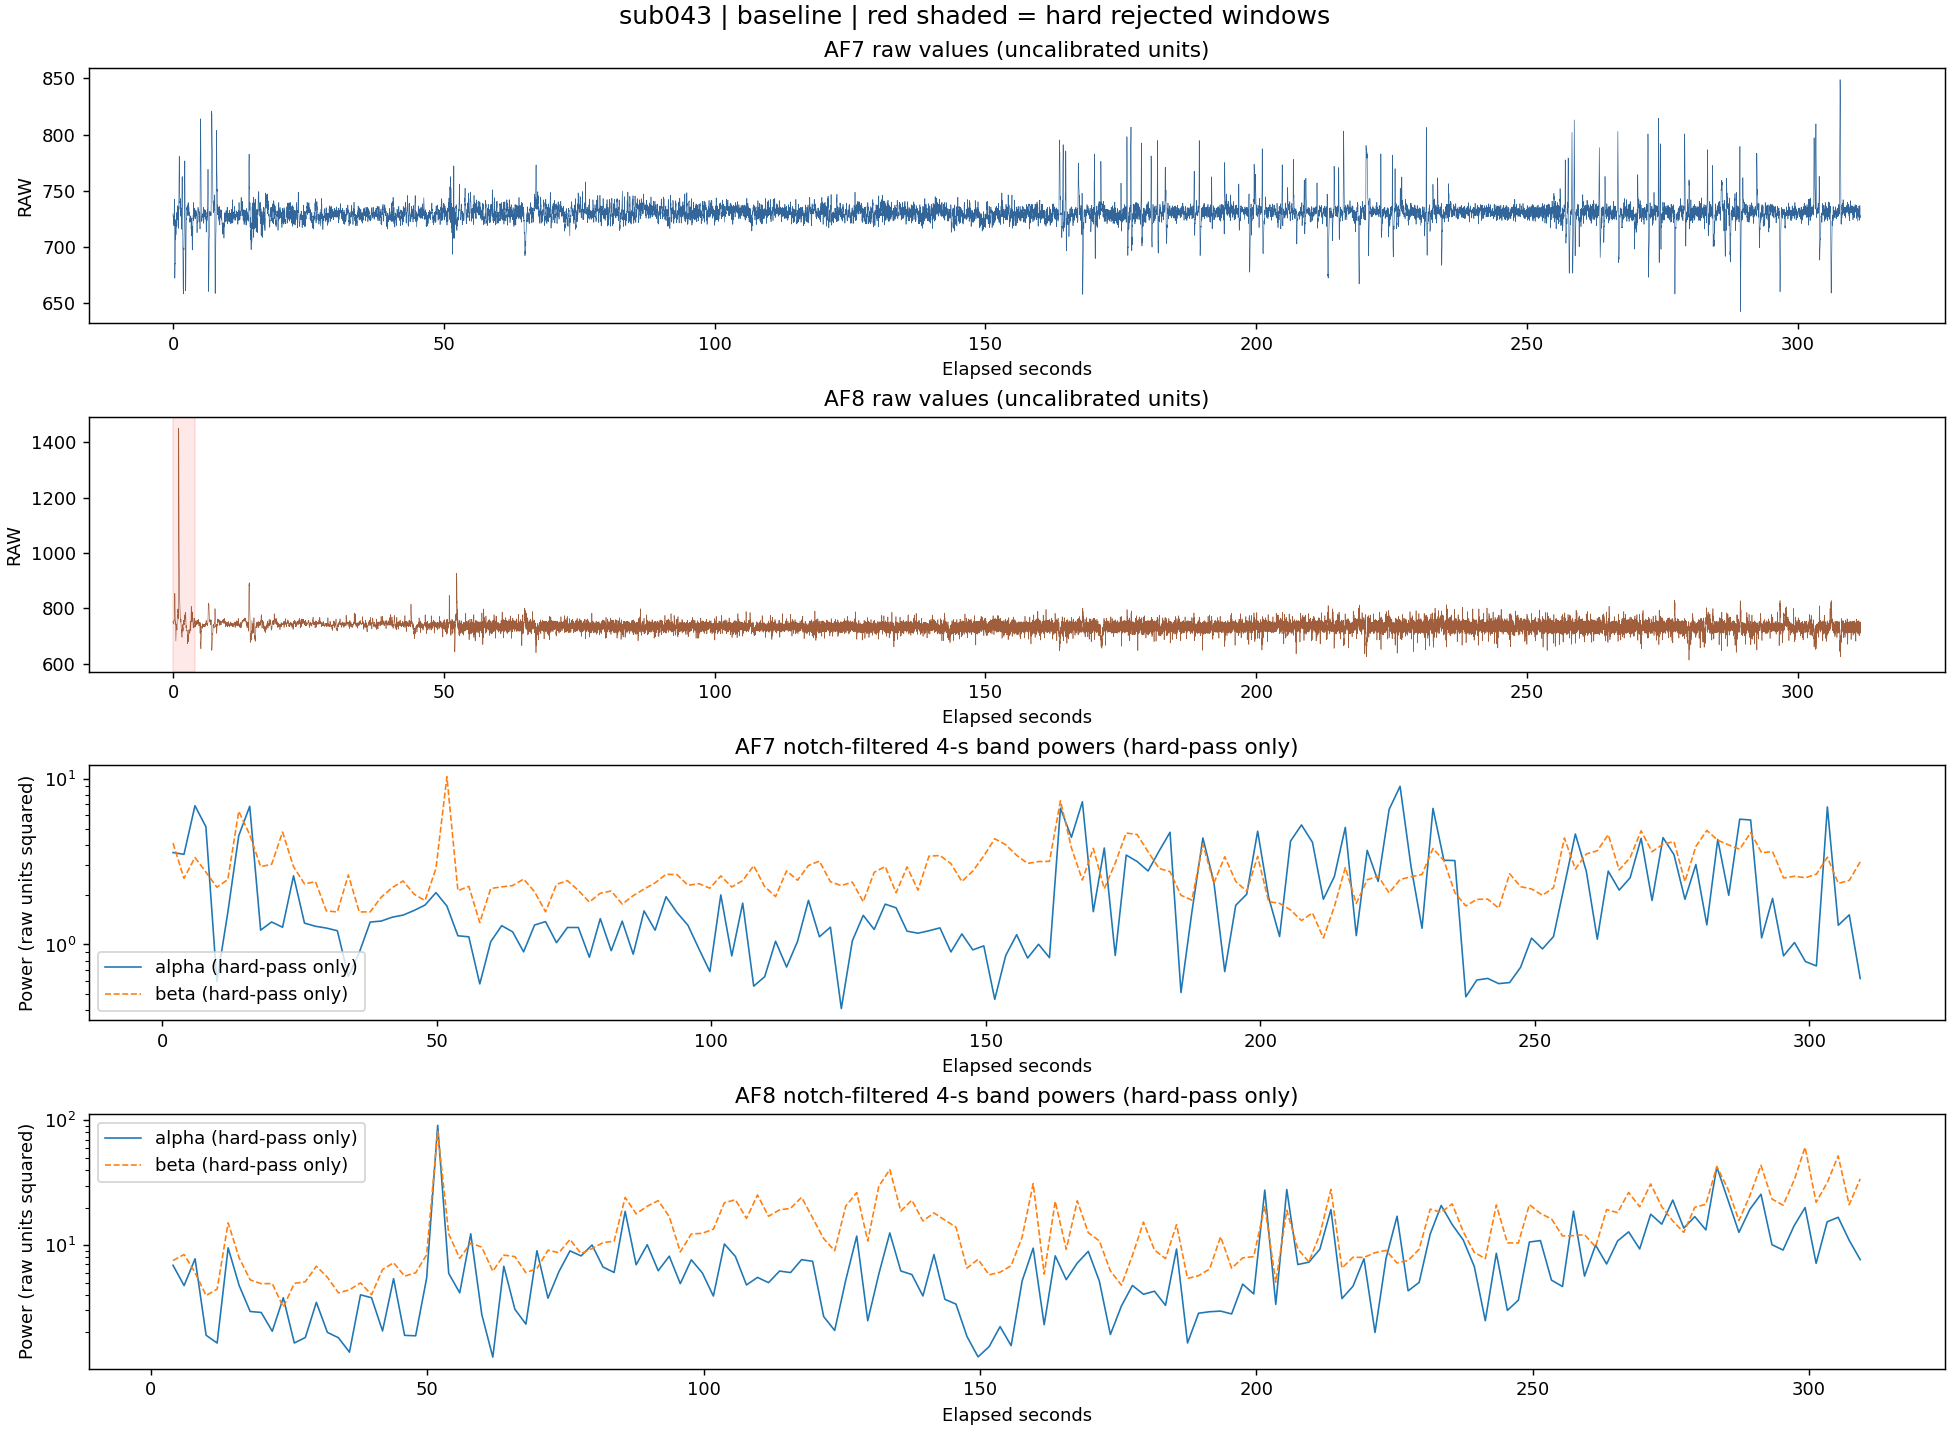 sub043 | baseline | red shaded = hard rejected windows
AF7 raw values (uncalibrated units)
850
800
750
700
650
RAW
0 50 100 150 200 250 300
Elapsed seconds
AF8 raw values (uncalibrated units)
1400
1200
1000
800
600
RAW
0 50 100 150 200 250 300
Elapsed seconds
AF7 notch-filtered 4-s band powers (hard-pass only)
10¹
10⁰
Power (raw units squared)
alpha (hard-pass only)
beta (hard-pass only)
0 50 100 150 200 250 300
Elapsed seconds
AF8 notch-filtered 4-s band powers (hard-pass only)
10²
10¹
Power (raw units squared)
alpha (hard-pass only)
beta (hard-pass only)
0 50 100 150 200 250 300
Elapsed seconds